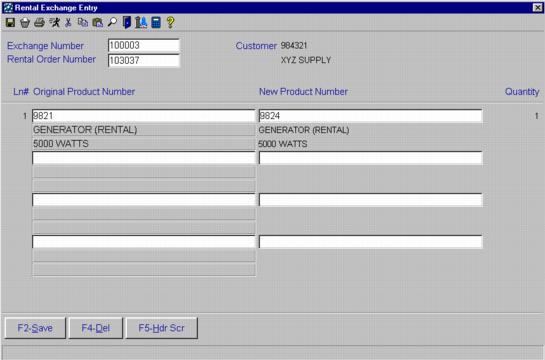 Rental Exchange Entry
Exchange Number 100003 Customer 984321
Rental Order Number 103037 XYZ SUPPLY
Ln# Original Product Number New Product Number Quantity
1 9821 9824 1
GENERATOR (RENTAL) GENERATOR (RENTAL)
5000 WATTS 5000 WATTS
F2-Save F4-Del F5-Hdr Scr